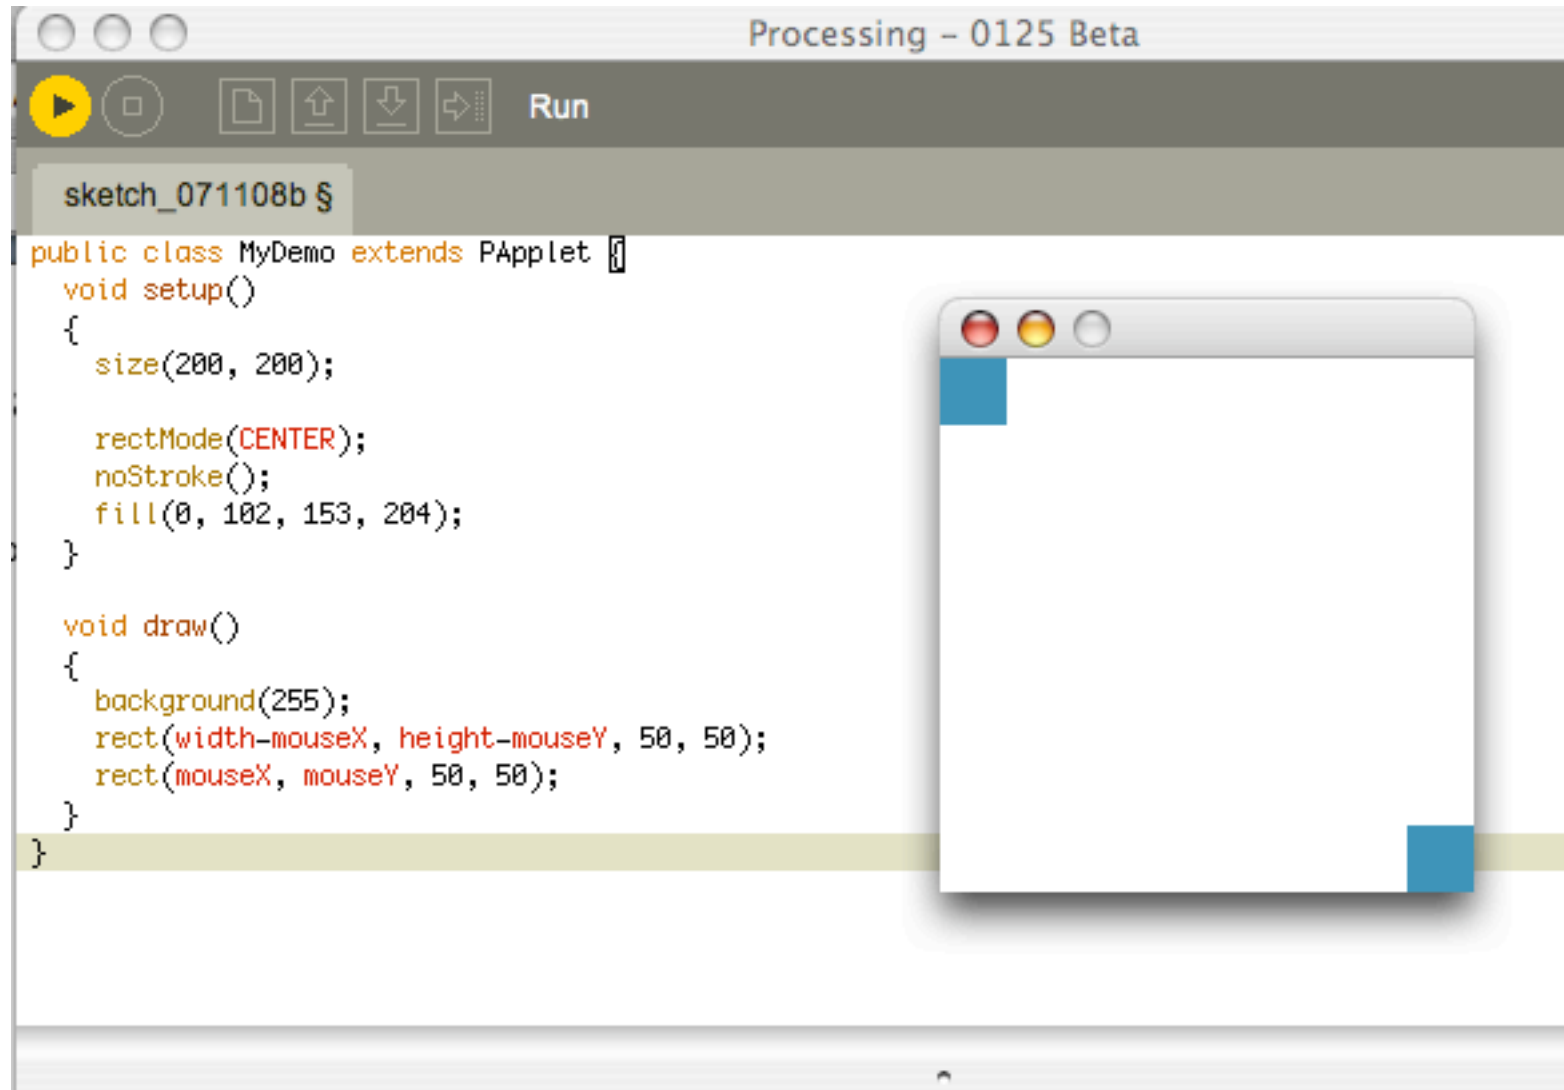 Processing – 0125 Beta
Run
sketch_071108b §
public class MyDemo extends PApplet {
  void setup()
  {
    size(200, 200);

    rectMode(CENTER);
    noStroke();
    fill(0, 102, 153, 204);
  }

  void draw()
  {
    background(255);
    rect(width-mouseX, height-mouseY, 50, 50);
    rect(mouseX, mouseY, 50, 50);
  }
}